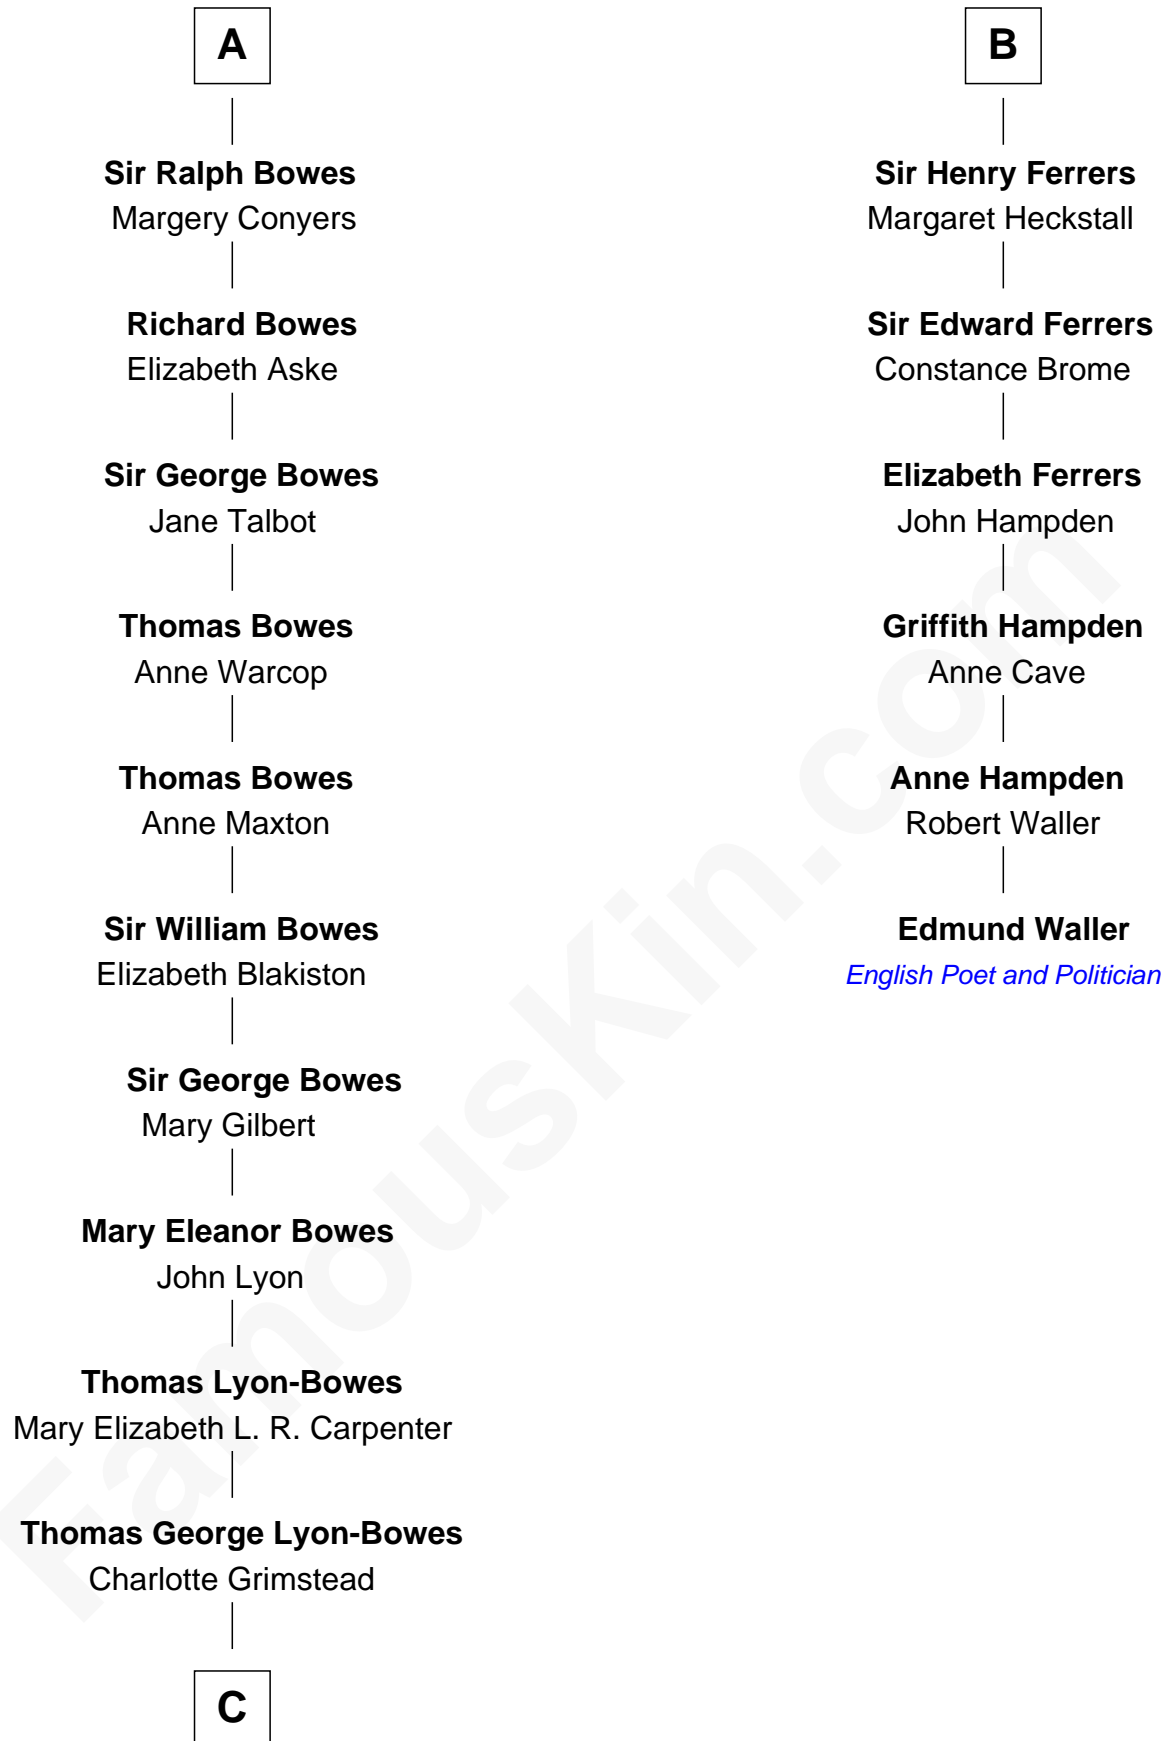 A
Sir Ralph Bowes
Margery Conyers
Richard Bowes
Elizabeth Aske
Sir George Bowes
Jane Talbot
Thomas Bowes
Anne Warcop
Thomas Bowes
Anne Maxton
Sir William Bowes
Elizabeth Blakiston
Sir George Bowes
Mary Gilbert
Mary Eleanor Bowes
John Lyon
Thomas Lyon-Bowes
Mary Elizabeth L. R. Carpenter
Thomas George Lyon-Bowes
Charlotte Grimstead
C
B
Sir Henry Ferrers
Margaret Heckstall
Sir Edward Ferrers
Constance Brome
Elizabeth Ferrers
John Hampden
Griffith Hampden
Anne Cave
Anne Hampden
Robert Waller
Edmund Waller
English Poet and Politician
FamousKin.com